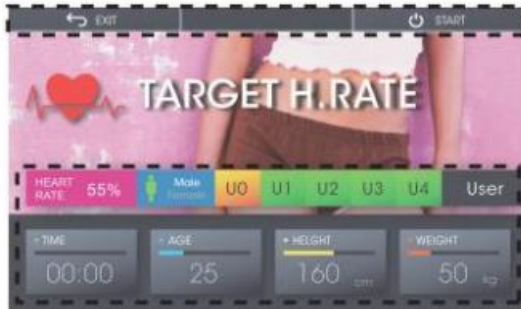 EXIT START
TARGET H.RATE
HEART RATE 55% Male Female U0 U1 U2 U3 U4 User
TIME AGE HELGHT WEIGHT
00:00 25 160 cm 50 kg